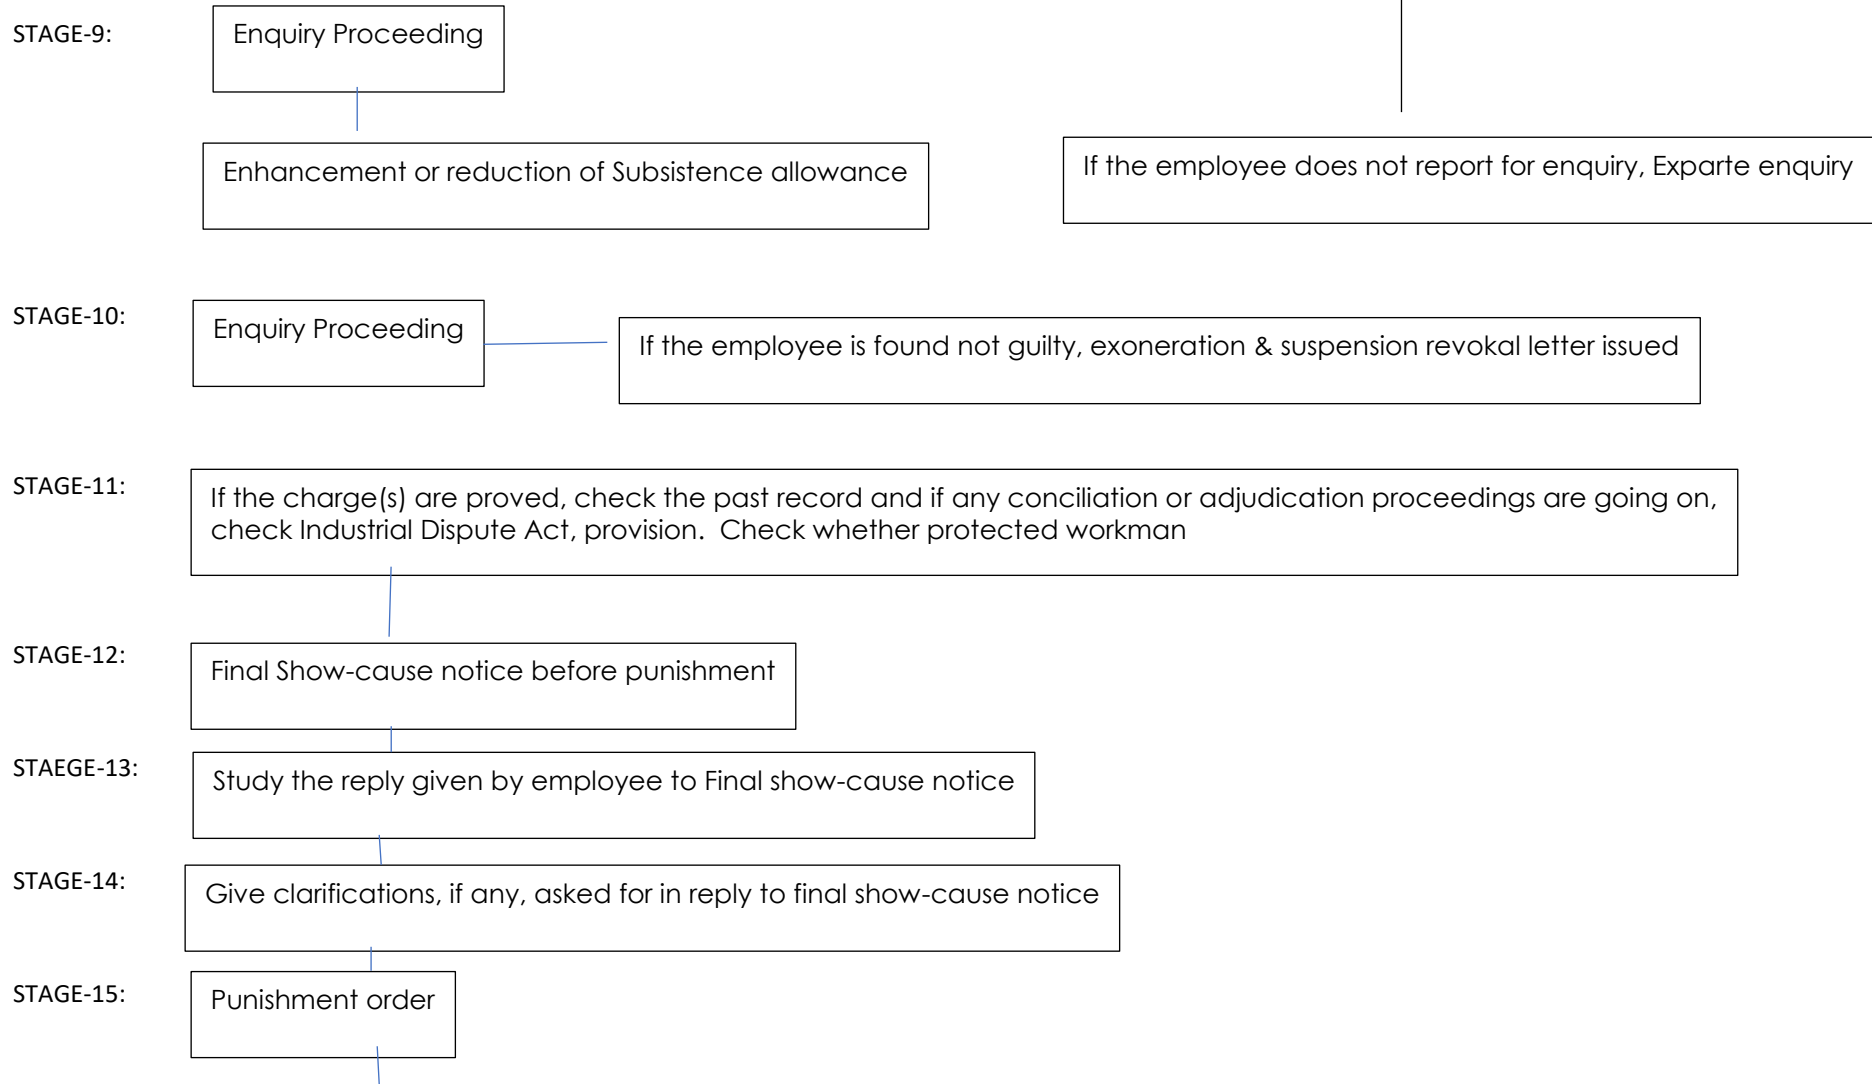 STAGE-9:
Enquiry Proceeding
Enhancement or reduction of Subsistence allowance
If the employee does not report for enquiry, Exparte enquiry
STAGE-10:
Enquiry Proceeding
If the employee is found not guilty, exoneration & suspension revokal letter issued
STAGE-11:
If the charge(s) are proved, check the past record and if any conciliation or adjudication proceedings are going on,
check Industrial Dispute Act, provision.  Check whether protected workman
STAGE-12:
Final Show-cause notice before punishment
STAEGE-13:
Study the reply given by employee to Final show-cause notice
STAGE-14:
Give clarifications, if any, asked for in reply to final show-cause notice
STAGE-15:
Punishment order